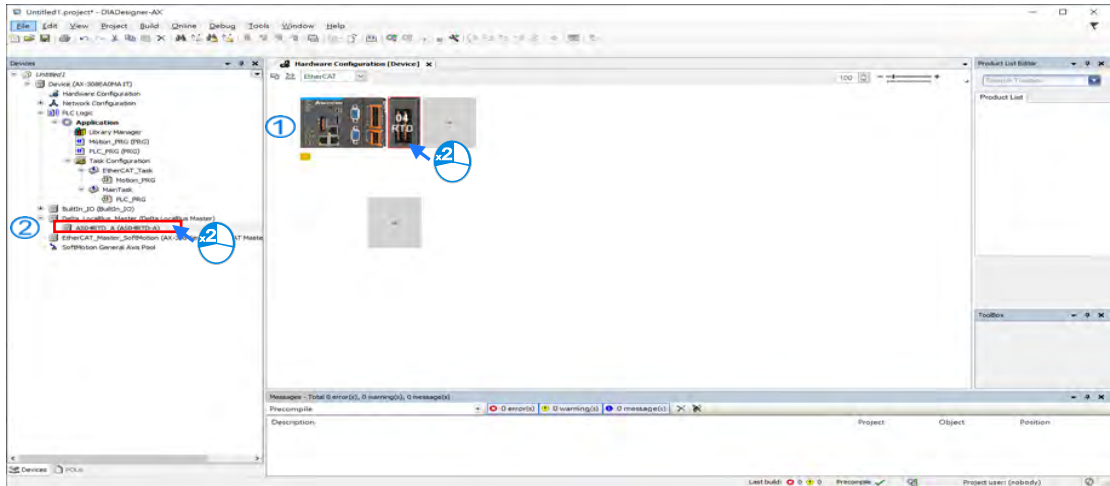 Untitled1.project* - DIADesigner-AX
File Edit View Project Build Online Debug Tools Window Help
Devices
Hardware Configuration [Device]
Product List Editor
Untitled1
EtherCAT
100
Device (AX-308EA0MA1T)
Product List
Hardware Configuration
Network Configuration
PLC Logic
Application
1
04
RTD
Library Manager
Motion_PRG (PRG)
PLC_PRG (PRG)
x2
Task Configuration
EtherCAT_Task
Motion_PRG
MainTask
PLC_PRG
BuiltIn_IO (BuiltIn_IO)
Delta_LocalBus_Master (Delta LocalBus Master)
2
AS04RTD_A (AS04RTD-A)
x2
SoftMotion General Axis Pool
ToolBox
Messages - Total 0 error(s), 0 warning(s), 0 message(s)
Precompile
0 error(s) 0 warning(s) 0 message(s)
Description Project Object Position
Devices POUs
Last build: 0 0 Precompile Project user: (nobody)